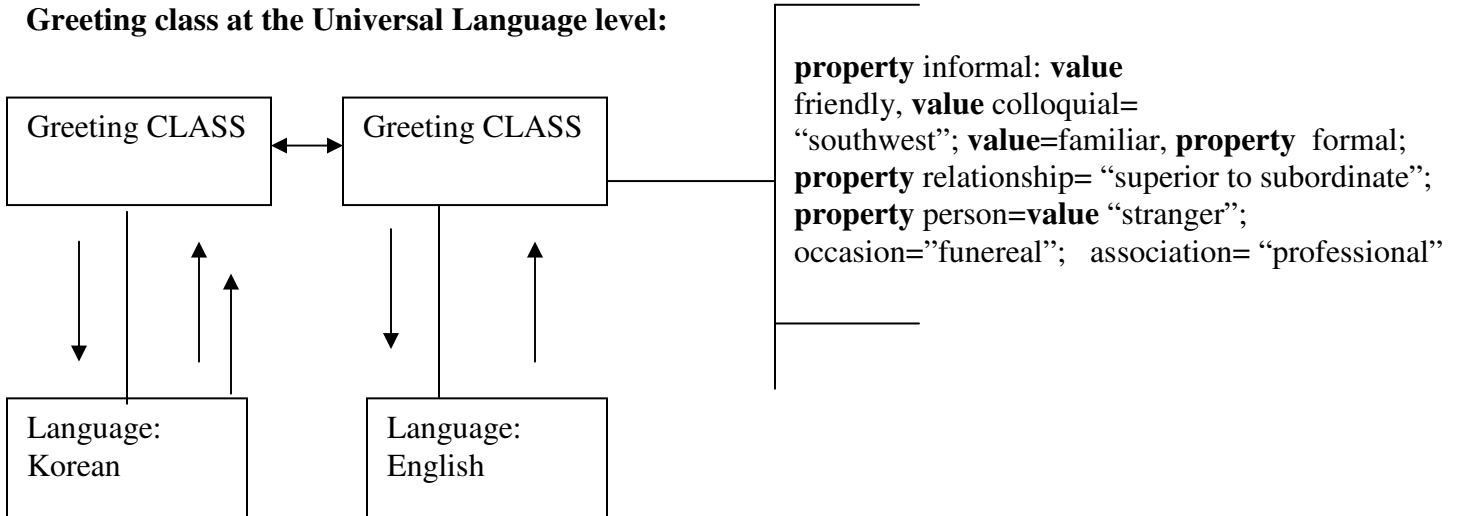 Greeting class at the Universal Language level:
Greeting CLASS
Greeting CLASS
property informal: value
friendly, value colloquial=
“southwest”; value=familiar, property formal;
property relationship= “superior to subordinate”;
property person=value “stranger”;
occasion=”funereal”; association= “professional”
Language:
Korean
Language:
English